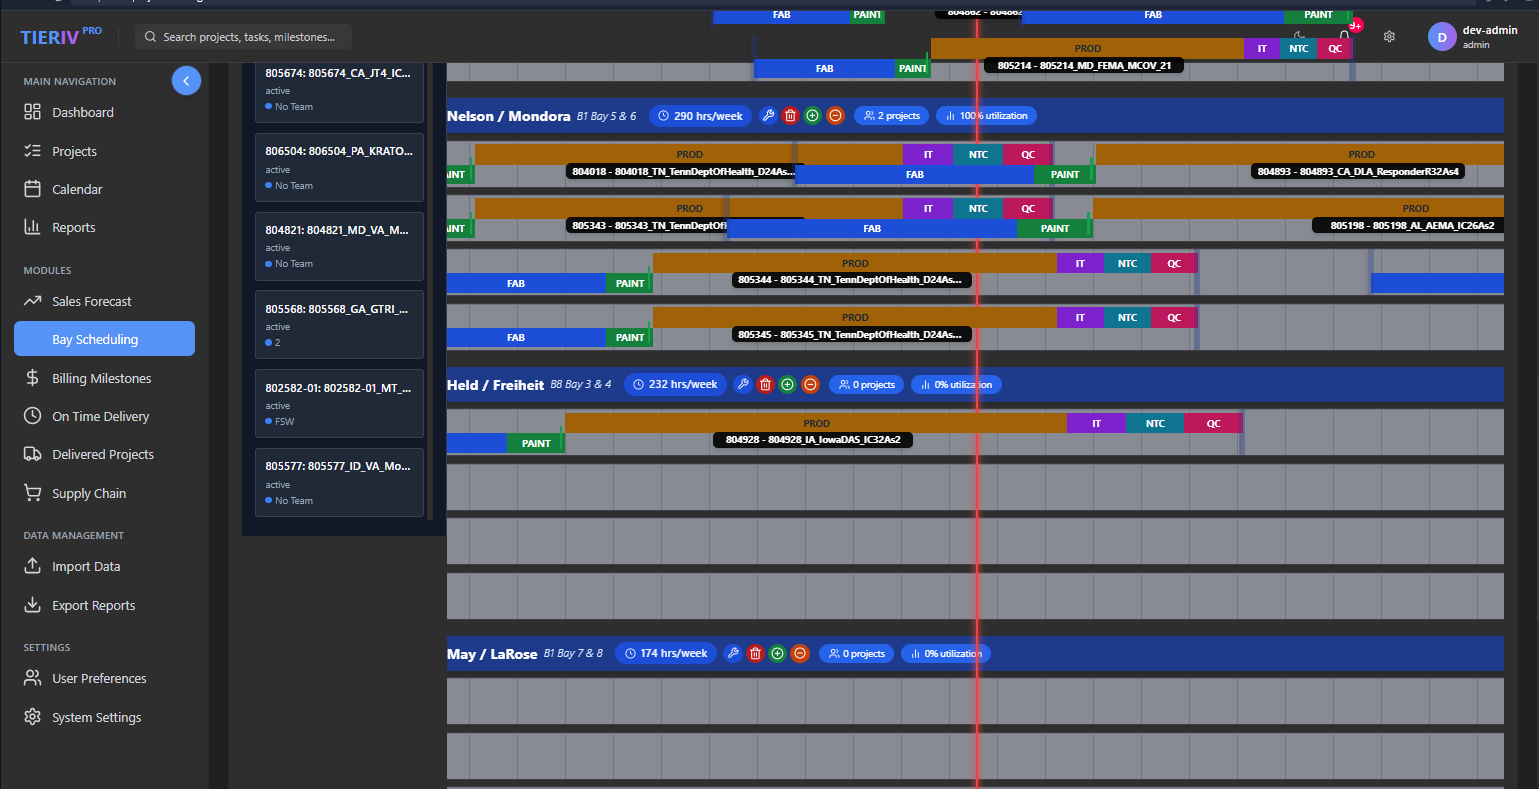 FAB PAINT 804862 - 804862 FAB PAINT
TIERIV PRO
Search projects, tasks, milestones...
9+
D
dev-admin
admin
PROD IT NTC QC
FAB PAINT 805214 - 805214_MD_FEMA_MCOV_21
MAIN NAVIGATION
Dashboard
Projects
Calendar
Reports
MODULES
Sales Forecast
Bay Scheduling
Billing Milestones
On Time Delivery
Delivered Projects
Supply Chain
DATA MANAGEMENT
Import Data
Export Reports
SETTINGS
User Preferences
System Settings
805674: 805674_CA_JT4_IC...
active
No Team
806504: 806504_PA_KRATO...
active
No Team
804821: 804821_MD_VA_M...
active
No Team
805568: 805568_GA_GTRI_...
active
2
802582-01: 802582-01_MT_...
active
FSW
805577: 805577_ID_VA_Mo...
active
No Team
Nelson / Mondora B1 Bay 5 & 6 290 hrs/week 2 projects 100% utilization
PROD IT NTC QC PROD
AINT 804018 - 804018_TN_TennDeptOfHealth_D24As... FAB PAINT 804893 - 804893_CA_DLA_ResponderR32As4
PROD IT NTC QC PROD
AINT 805343 - 805343_TN_TennDeptOfH FAB PAINT 805198 - 805198_AL_AEMA_IC26As2
PROD IT NTC QC
FAB PAINT 805344 - 805344_TN_TennDeptOfHealth_D24As...
PROD IT NTC QC
FAB PAINT 805345 - 805345_TN_TennDeptOfHealth_D24As...
Held / Freiheit B8 Bay 3 & 4 232 hrs/week 0 projects 0% utilization
PROD IT NTC QC
PAINT 804928 - 804928_IA_IowaDAS_IC32As2
May / LaRose B1 Bay 7 & 8 174 hrs/week 0 projects 0% utilization